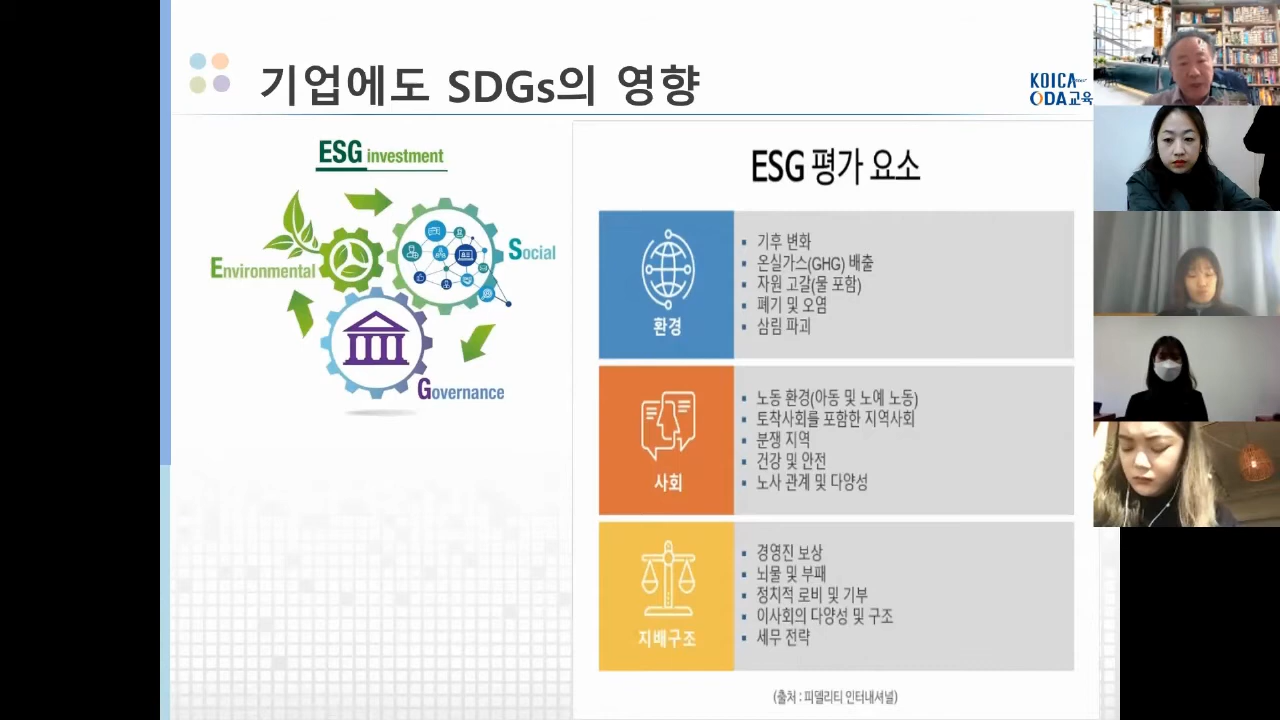 기업에도 SDGs의 영향
KOICA
ODA교육
ESG investment
Environmental
Social
Governance
ESG 평가 요소
환경
▪ 기후 변화
▪ 온실가스(GHG) 배출
▪ 자원 고갈(물 포함)
▪ 폐기 및 오염
▪ 삼림 파괴
사회
▪ 노동 환경(아동 및 노예 노동)
▪ 토착사회를 포함한 지역사회
▪ 분쟁 지역
▪ 건강 및 안전
▪ 노사 관계 및 다양성
지배구조
▪ 경영진 보상
▪ 뇌물 및 부패
▪ 정치적 로비 및 기부
▪ 이사회의 다양성 및 구조
▪ 세무 전략
(출처 : 피델리티 인터내셔널)